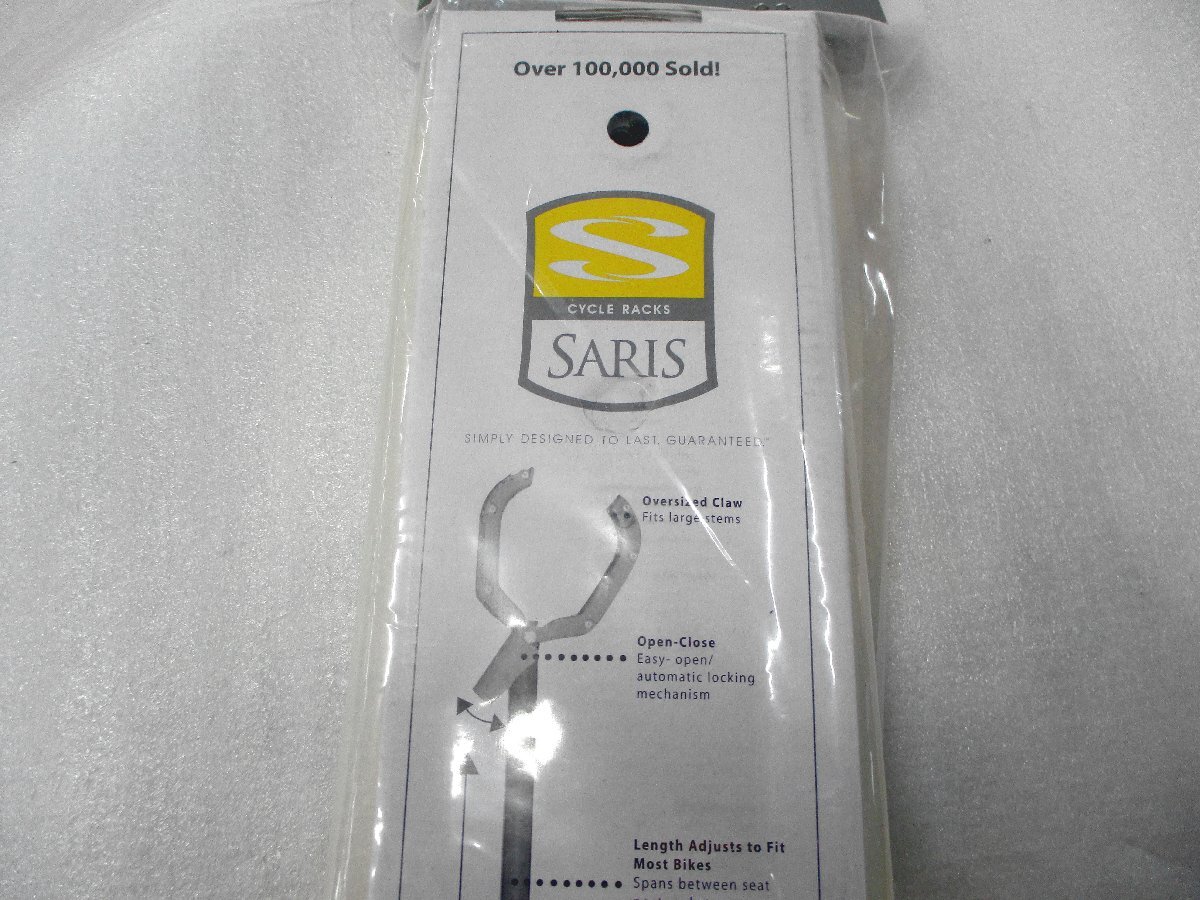 Over 100,000 Sold!
S
CYCLE RACKS
SARIS
SIMPLY DESIGNED TO LAST. GUARANTEED.™
Oversized Claw
Fits large stems
Open-Close
Easy- open/
automatic locking
mechanism
Length Adjusts to Fit
Most Bikes
Spans between seat